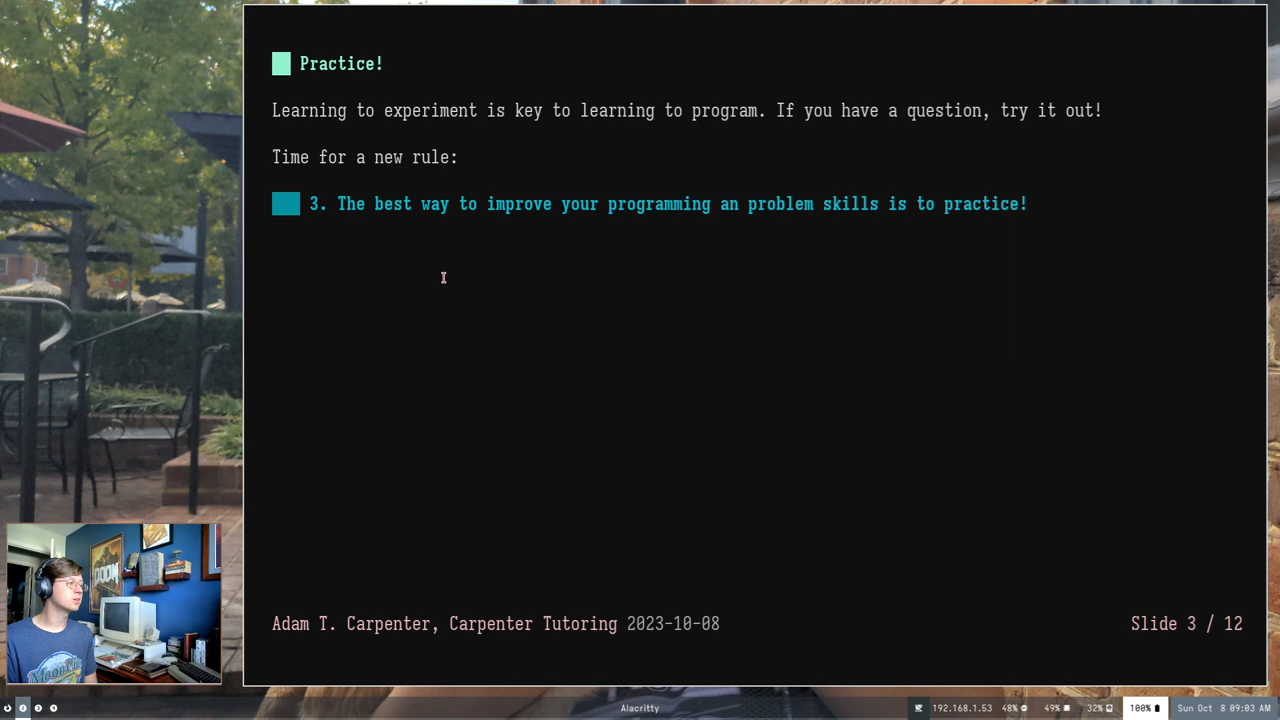 Practice!
Learning to experiment is key to learning to program. If you have a question, try it out!
Time for a new rule:
3. The best way to improve your programming an problem skills is to practice!
DOOM
Adam T. Carpenter, Carpenter Tutoring 2023-10-08
Slide 3 / 12
Alacritty
192.168.1.53 48% 49% 32% 100% Sun Oct 8 09:03 AM